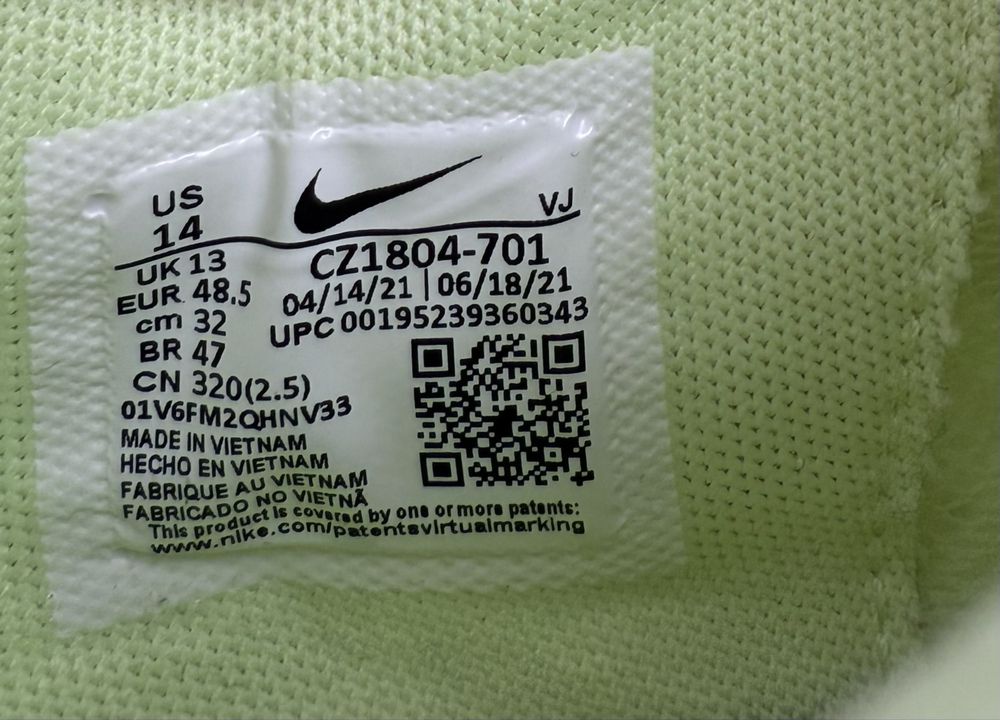 US
14
VJ
UK 13
EUR 48.5
cm 32
BR 47
CN 320(2.5)
CZ1804-701
04/14/21 | 06/18/21
UPC 00195239360343
01V6FM2QHNV33
MADE IN VIETNAM
HECHO EN VIETNAM
FABRIQUE AU VIETNAM
FABRICADO NO VIETNÃ
This product is covered by one or more patents:
www.nike.com/patentsvirtualmarking